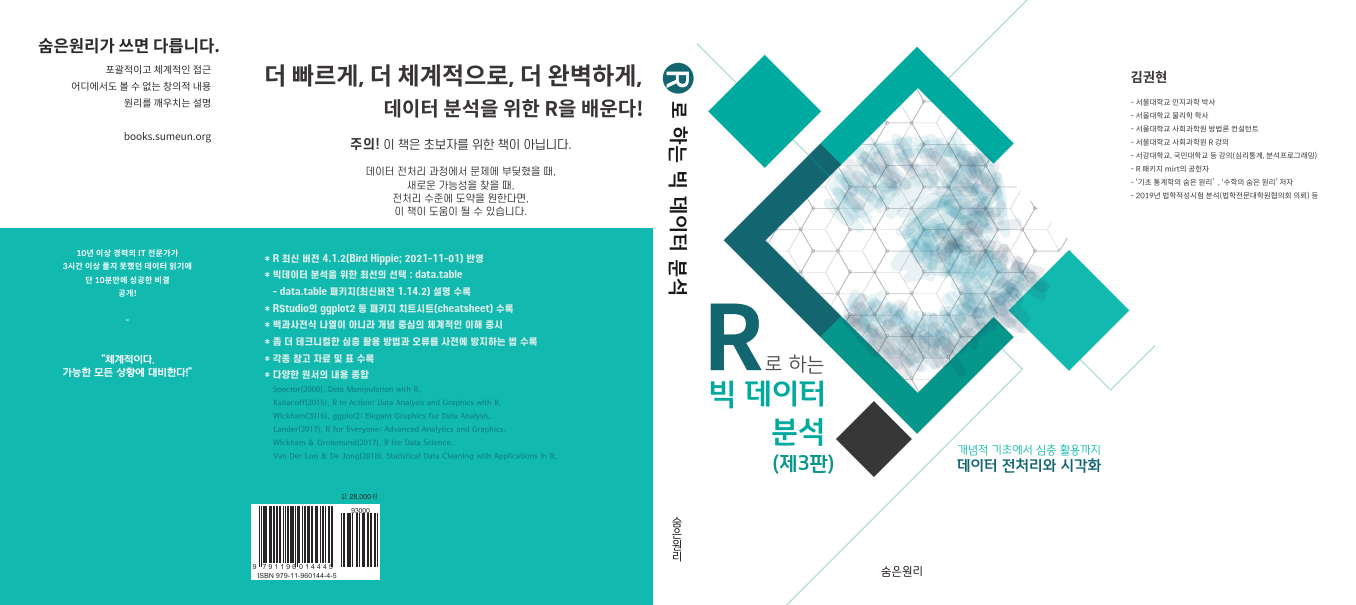 숨은원리가 쓰면 다릅니다.
포괄적이고 체계적인 접근
어디에서도 볼 수 없는 창의적 내용
원리를 깨우치는 설명
books.sumeun.org
10년 이상 경력의 IT 전문가가
3시간 이상 풀지 못했던 데이터 읽기에
단 10분만에 성공한 비결
공개!
-
"체계적이다.
가능한 모든 상황에 대비한다!"
더 빠르게, 더 체계적으로, 더 완벽하게,
데이터 분석을 위한 R을 배운다!
주의! 이 책은 초보자를 위한 책이 아닙니다.
데이터 전처리 과정에서 문제에 부딪혔을 때,
새로운 가능성을 찾을 때,
전처리 수준에 도약을 원한다면,
이 책이 도움이 될 수 있습니다.
* R 최신 버전 4.1.2(Bird Hippie; 2021-11-01) 반영
* 빅데이터 분석을 위한 최선의 선택 : data.table
- data.table 패키지(최신버전 1.14.2) 설명 수록
* RStudio의 ggplot2 등 패키지 치트시트(cheatsheet) 수록
* 백과사전식 나열이 아니라 개념 중심의 체계적인 이해 중시
* 좀 더 테크니컬한 심층 활용 방법과 오류를 사전에 방지하는 법 수록
* 각종 참고 자료 및 표 수록
* 다양한 원서의 내용 종합
Spector(2008), Data Manipulation with R,
Kabacoff(2015), R in Action: Data Analysis and Graphics with R,
Wickham(2016), ggplot2: Elegant Graphics for Data Analysis,
Lander(2017), R for Everyone: Advanced Analytics and Graphics,
Wickham & Grolemund(2017), R for Data Science,
Van Der Loo & De Jong(2018), Statistical Data Cleaning with Applications in R,
값 28,000원
93000
9 791196 014445
ISBN 979-11-960144-4-5
R로 하는 빅 데이터 분석
숨은원리
R로 하는
빅 데이터
분석
(제3판)
개념적 기초에서 심층 활용까지
데이터 전처리와 시각화
숨은원리
김권현
- 서울대학교 인지과학 박사
- 서울대학교 물리학 학사
- 서울대학교 사회과학원 방법론 컨설턴트
- 서울대학교 사회과학원 R 강의
- 서강대학교, 국민대학교 등 강의(심리통계, 분석프로그래밍)
- R 패키지 mirt의 공헌자
- '기초 통계학의 숨은 원리' , '수학의 숨은 원리' 저자
- 2019년 법학적성시험 분석(법학전문대학원협의회 의뢰) 등